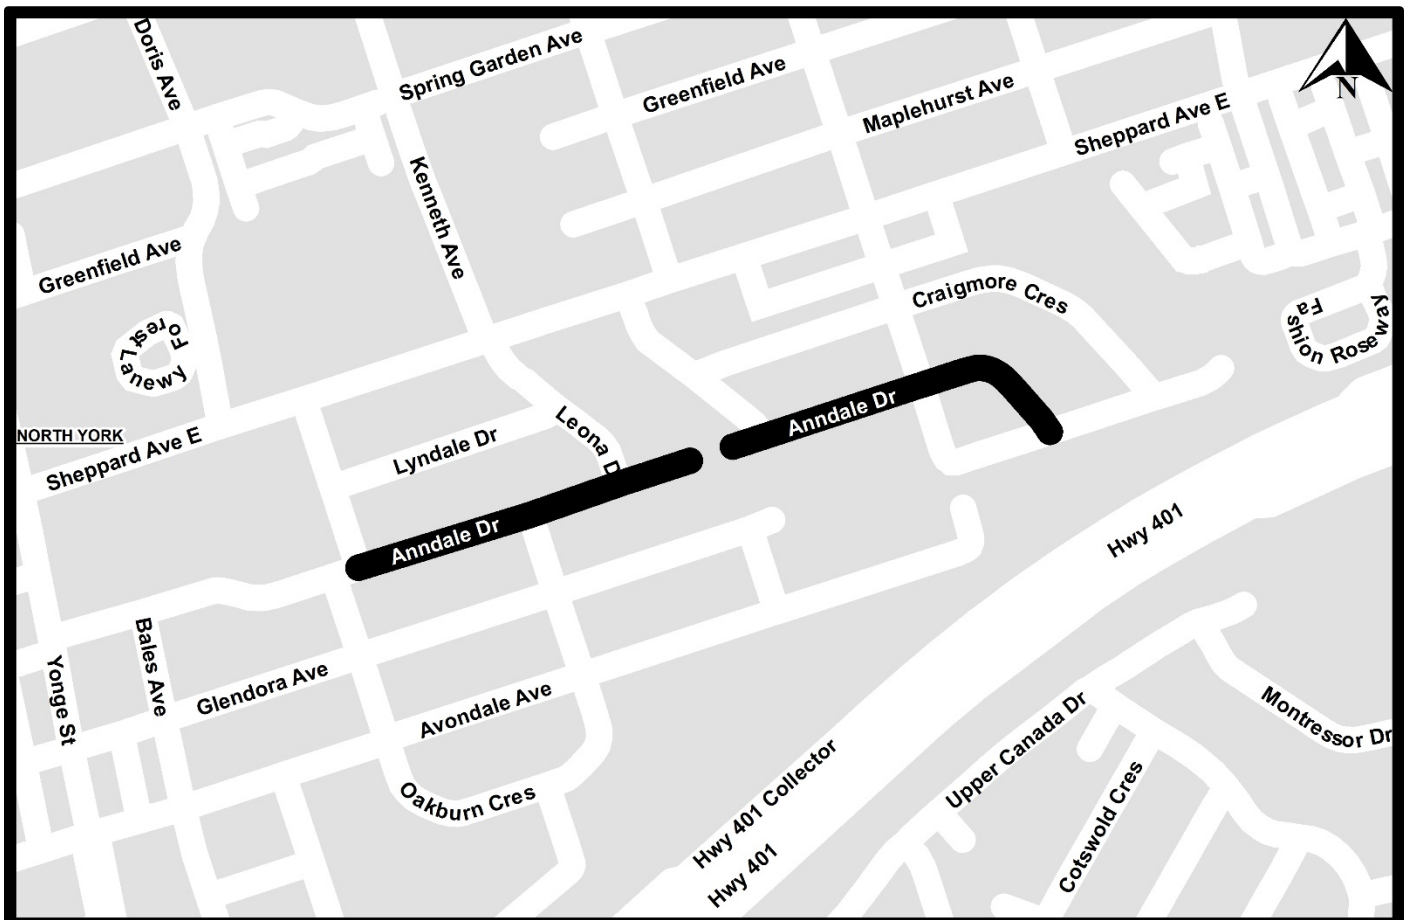 Doris Ave
Spring Garden Ave
Greenfield Ave
Maplehurst Ave
Sheppard Ave E
N
Kenneth Ave
Greenfield Ave
Forest Lanewy
Craigmore Cres
Fashion Roseway
NORTH YORK
Sheppard Ave E
Lyndale Dr
Leona D
Anndale Dr
Anndale Dr
Hwy 401
Yonge St
Bales Ave
Glendora Ave
Avondale Ave
Oakburn Cres
Hwy 401 Collector
Hwy 401
Upper Canada Dr
Cotswold Cres
Montressor Dr